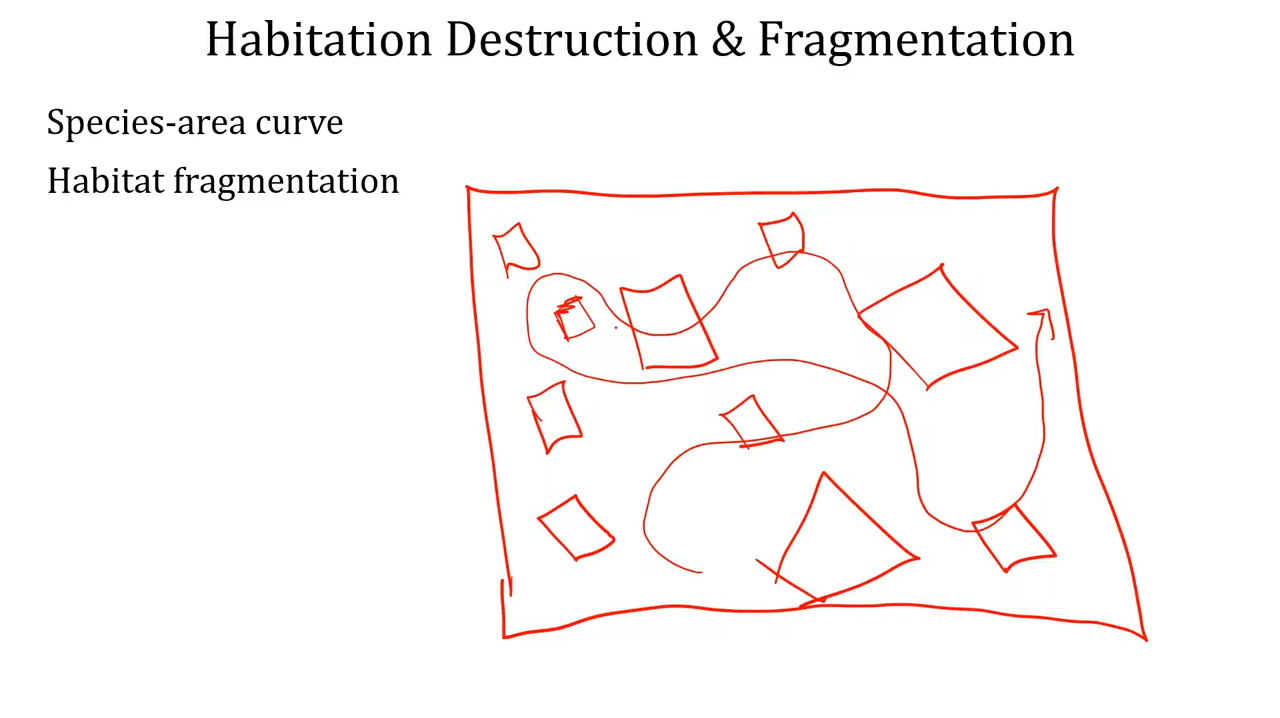 Habitation Destruction & Fragmentation
Species-area curve
Habitat fragmentation